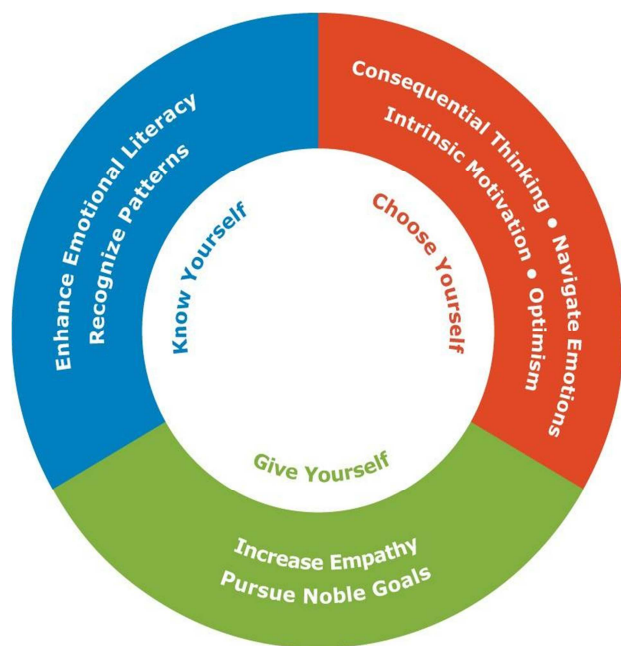 Enhance Emotional Literacy
Recognize Patterns
Know Yourself
Consequential Thinking • Navigate Emotions
Intrinsic Motivation • Optimism
Choose Yourself
Give Yourself
Increase Empathy
Pursue Noble Goals